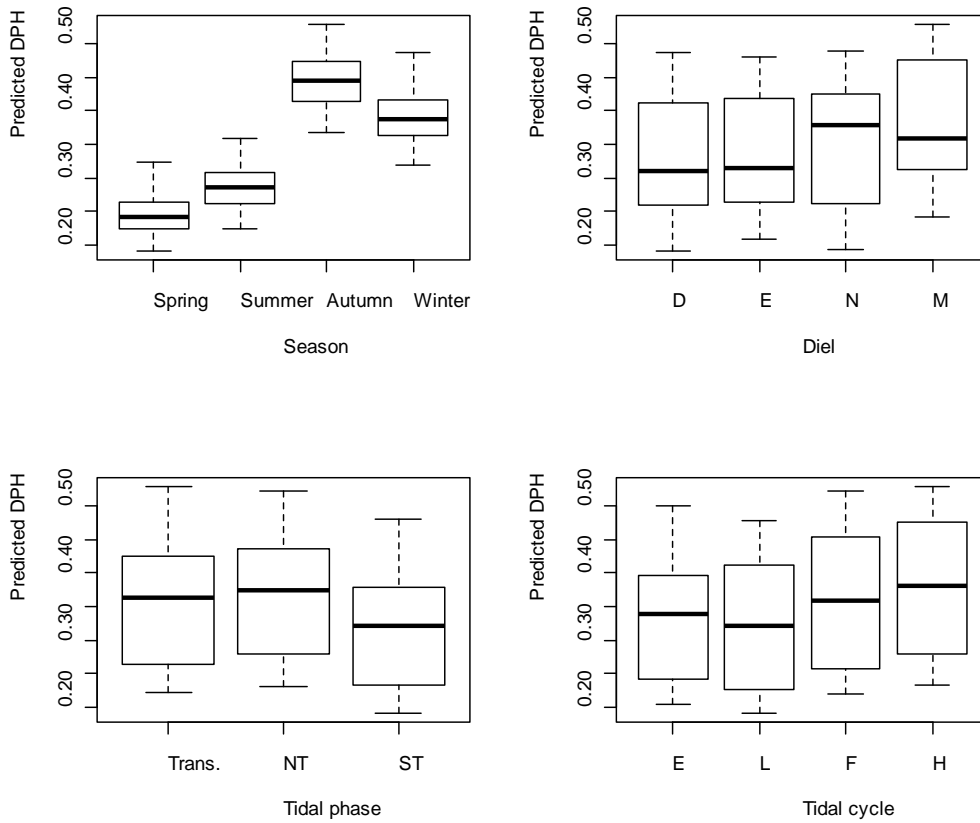 Predicted DPH
0.20 0.30 0.40 0.50
Spring Summer Autumn Winter
Season
Predicted DPH
0.20 0.30 0.40 0.50
D E N M
Diel
Predicted DPH
0.20 0.30 0.40 0.50
Trans. NT ST
Tidal phase
Predicted DPH
0.20 0.30 0.40 0.50
E L F H
Tidal cycle